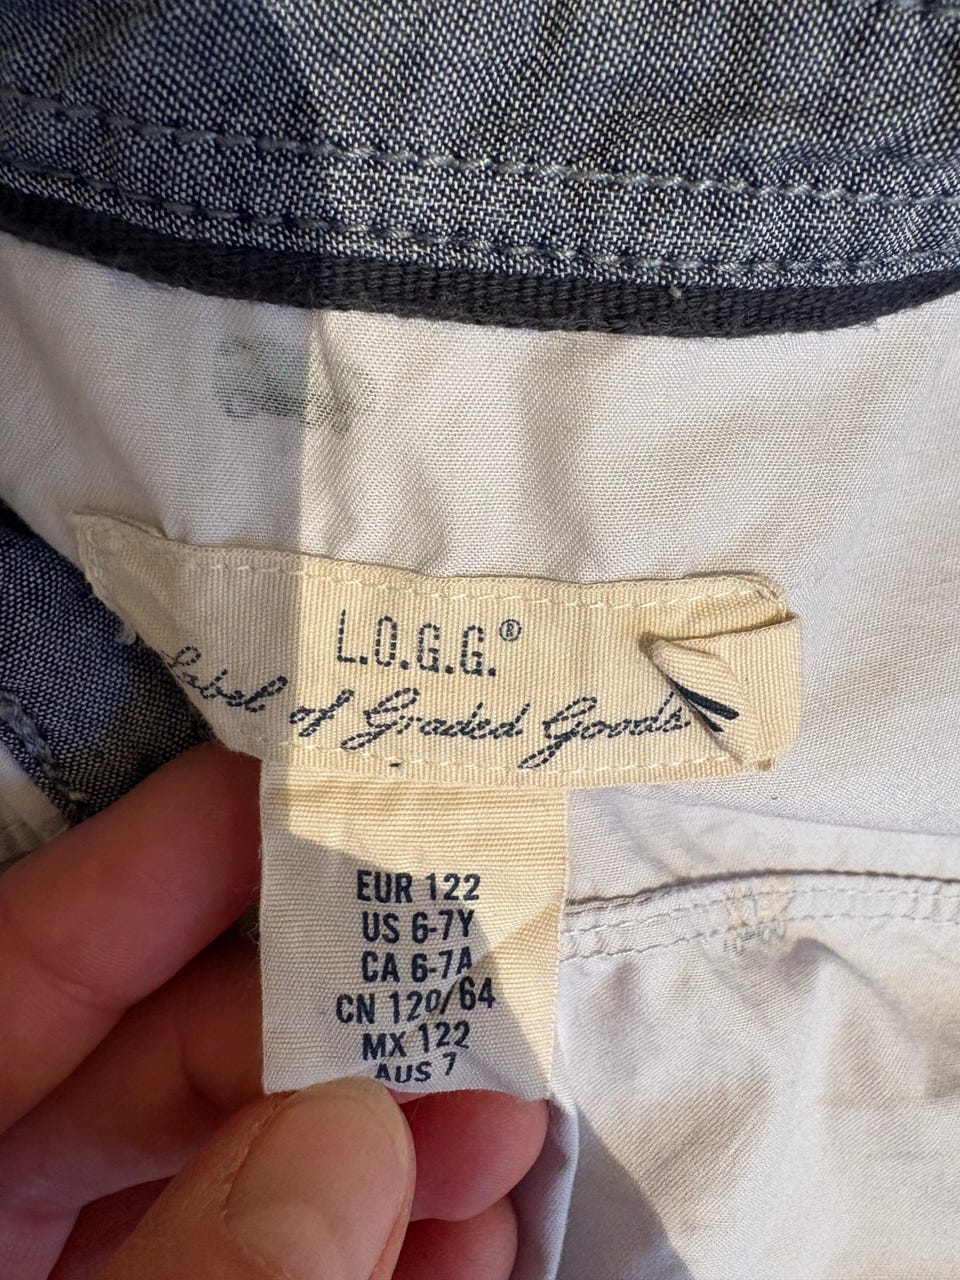 L.O.G.G.®
Label of Graded Goods
EUR 122
US 6-7Y
CA 6-7A
CN 120/64
MX 122
AUS 7